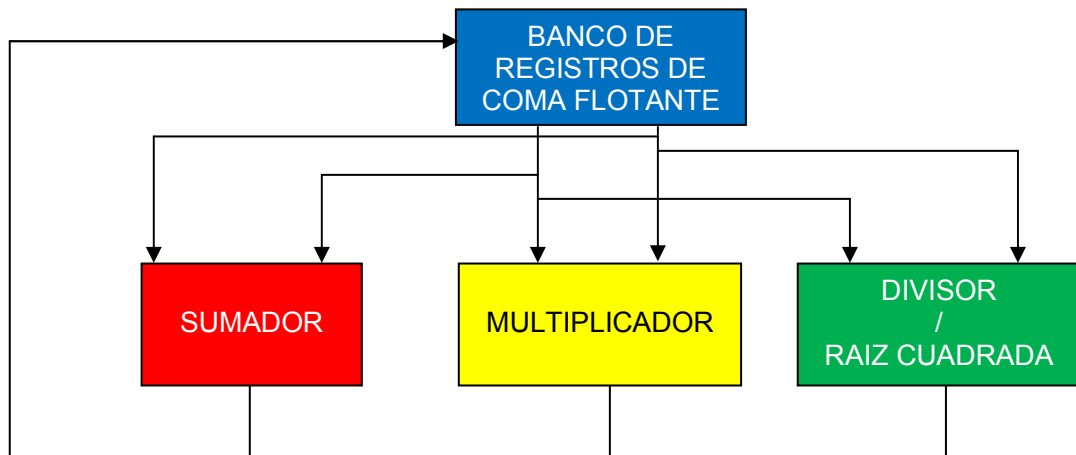 BANCO DE
REGISTROS DE
COMA FLOTANTE
SUMADOR
MULTIPLICADOR
DIVISOR
/
RAIZ CUADRADA